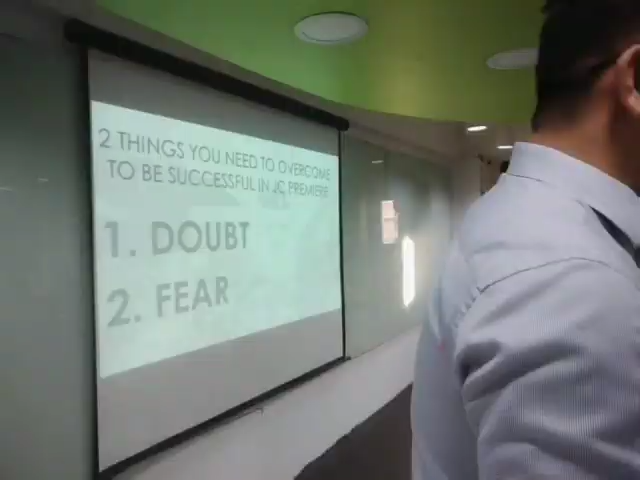 2 THINGS YOU NEED TO OVERCOME
TO BE SUCCESSFUL IN JC PREMIERE
1. DOUBT
2. FEAR